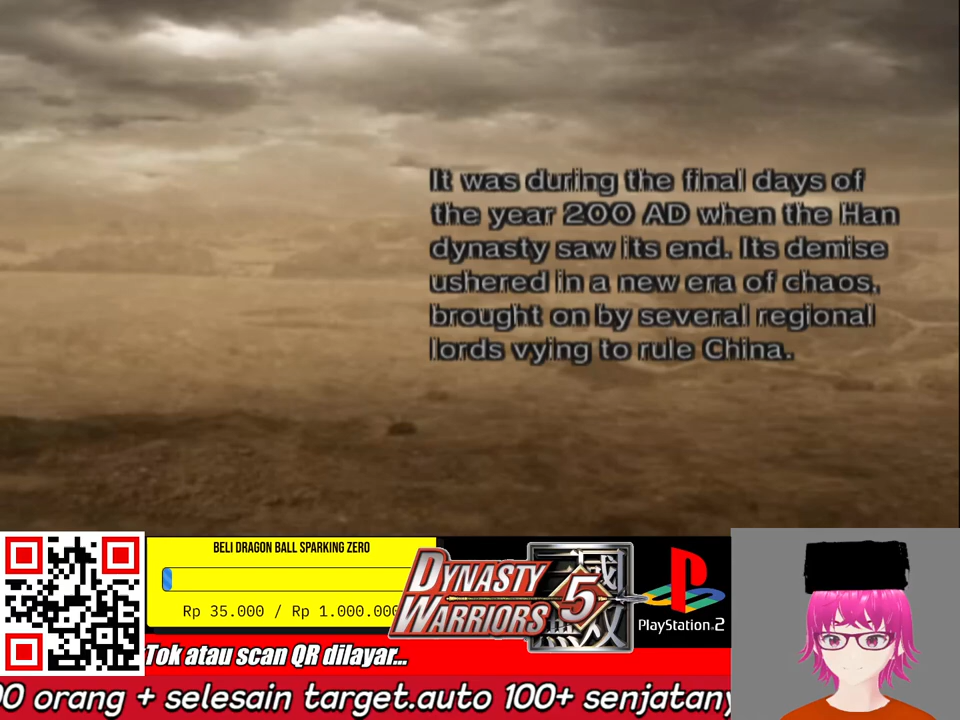 It was during the final days of
the year 200 AD when the Han
dynasty saw its end. Its demise
ushered in a new era of chaos,
brought on by several regional
lords vying to rule China.
BELI DRAGON BALL SPARKING ZERO
Rp 35.000 / Rp 1.000.000
DYNASTY
WARRIORS 5
PlayStation.2
Tok atau scan QR dilayar...
orang + selesain target.auto 100+